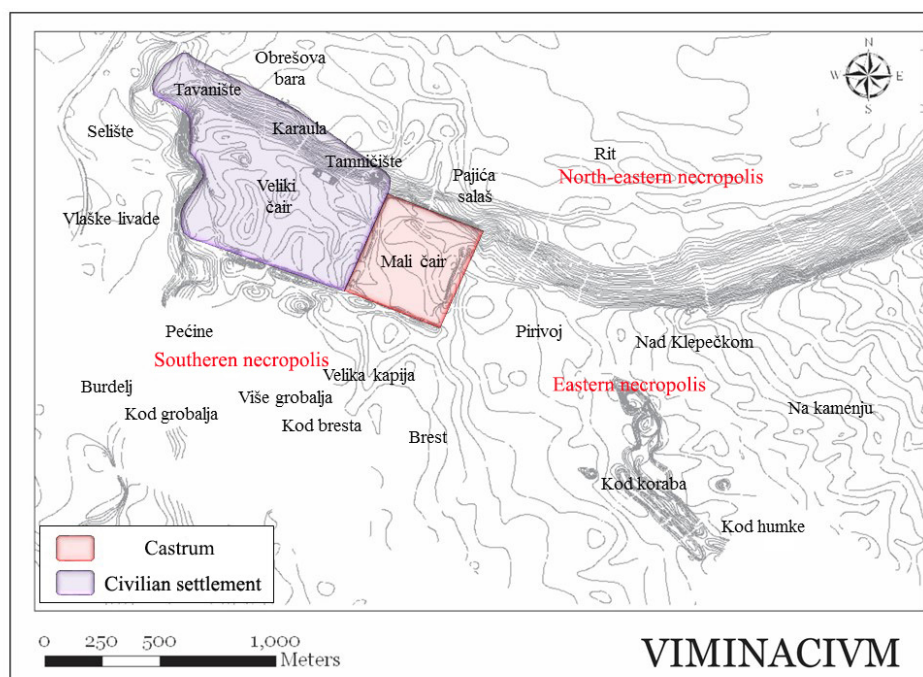 Obrešova
bara
Tavanište
N
W E
S
Selište
Karaula
Tamničište
Pajića
salaš
Rit
North-eastern necropolis
Veliki
čair
Vlaške livade
Mali čair
Pećine
Pirivoj
Nad Klepečkom
Southeren necropolis
Velika kapija
Eastern necropolis
Burdelj
Više grobalja
Kod grobalja
Kod bresta
Na kamenju
Brest
Kod koraba
Kod humke
Castrum
Civilian settlement
0 250 500 1,000
Meters
VIMINACIVM